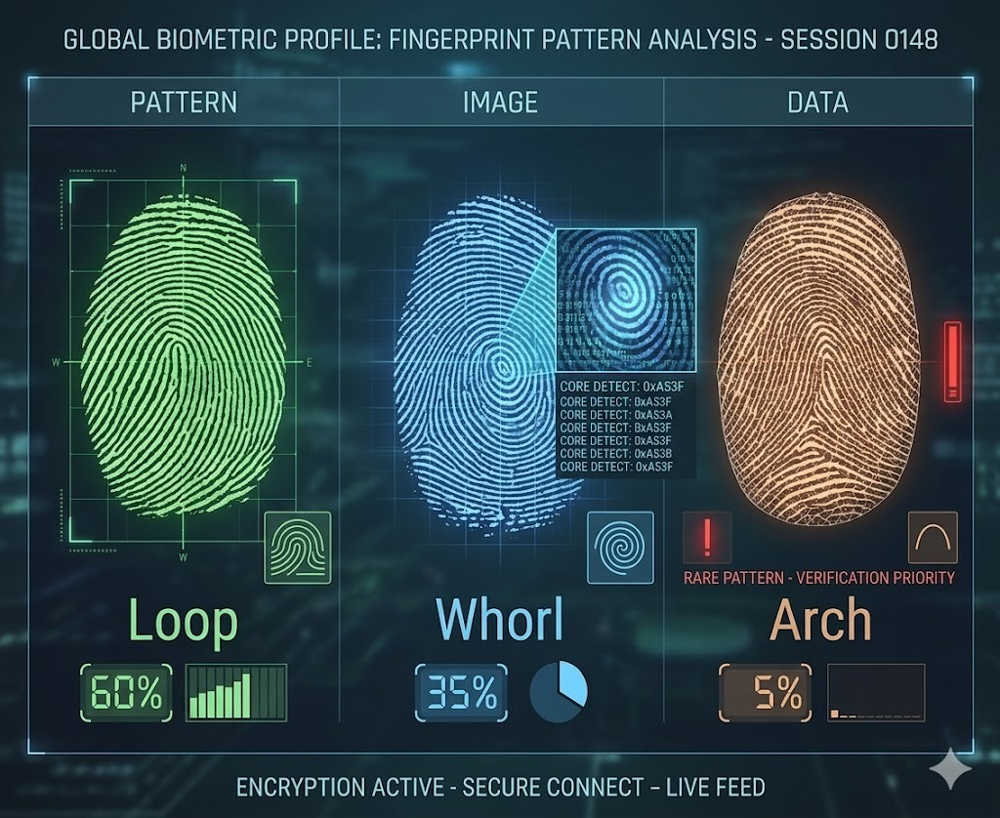 GLOBAL BIOMETRIC PROFILE: FINGERPRINT PATTERN ANALYSIS - SESSION 0148
PATTERN
IMAGE
DATA
N
W
E
W
CORE DETECT: 0xAS3F
CORE DETECT: 0xAS3F
CORE DETECT: 0xAS3A
CORE DETECT: BxAS3F
CORE DETECT: 0xAS3F
CORE DETECT: 0xAS3B
CORE DETECT: 0xAS3F
!
RARE PATTERN - VERIFICATION PRIORITY
Loop
Whorl
Arch
60%
35%
5%
ENCRYPTION ACTIVE - SECURE CONNECT – LIVE FEED